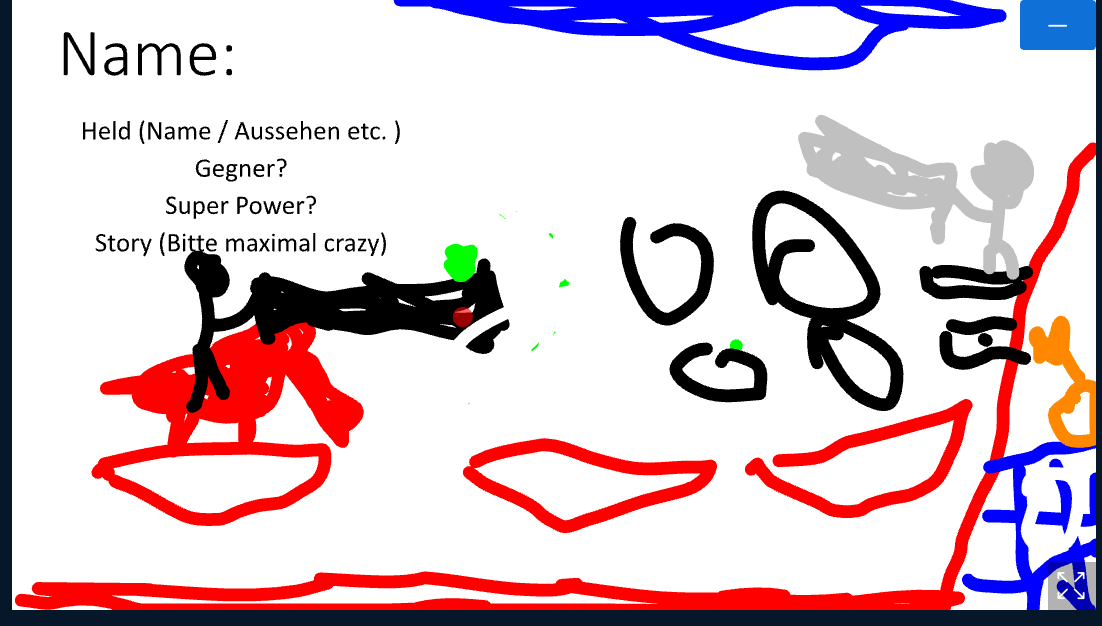 Name:
Held (Name / Aussehen etc. )
Gegner?
Super Power?
Story (Bitte maximal crazy)